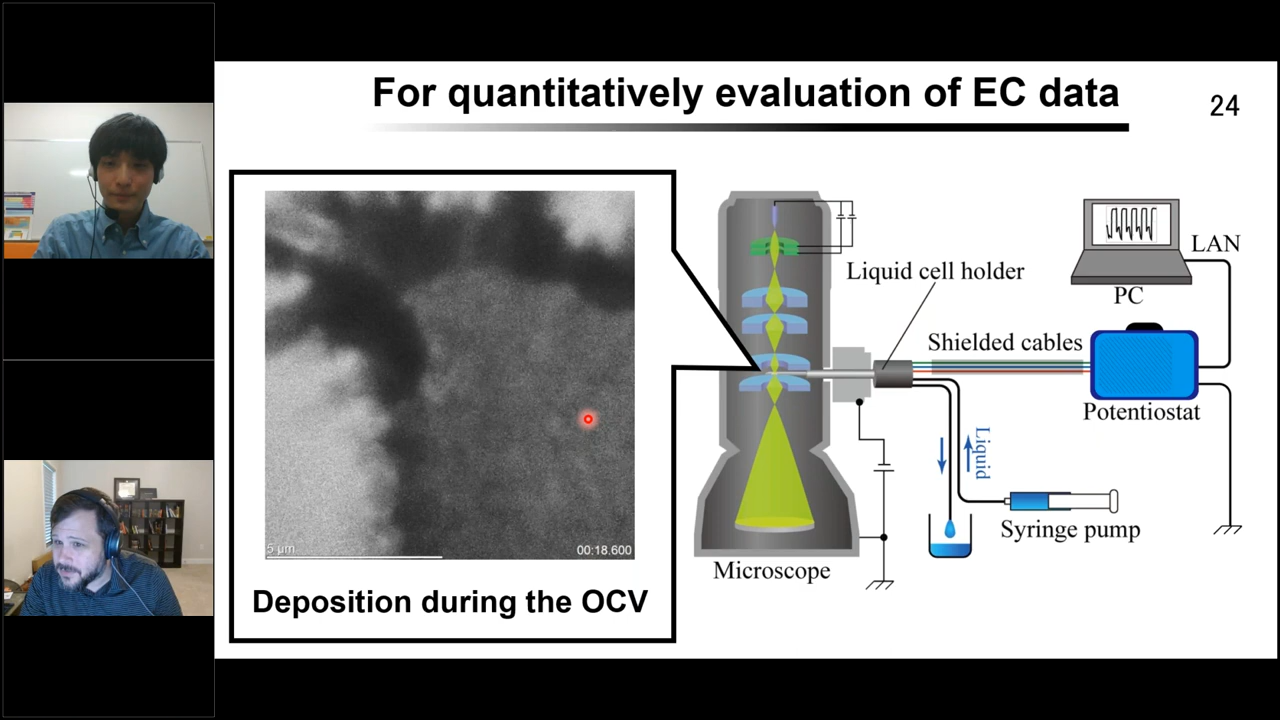 For quantitatively evaluation of EC data
24
5 µm
00:18.600
Deposition during the OCV
Liquid cell holder
LAN
PC
Shielded cables
Potentiostat
Liquid
Syringe pump
Microscope